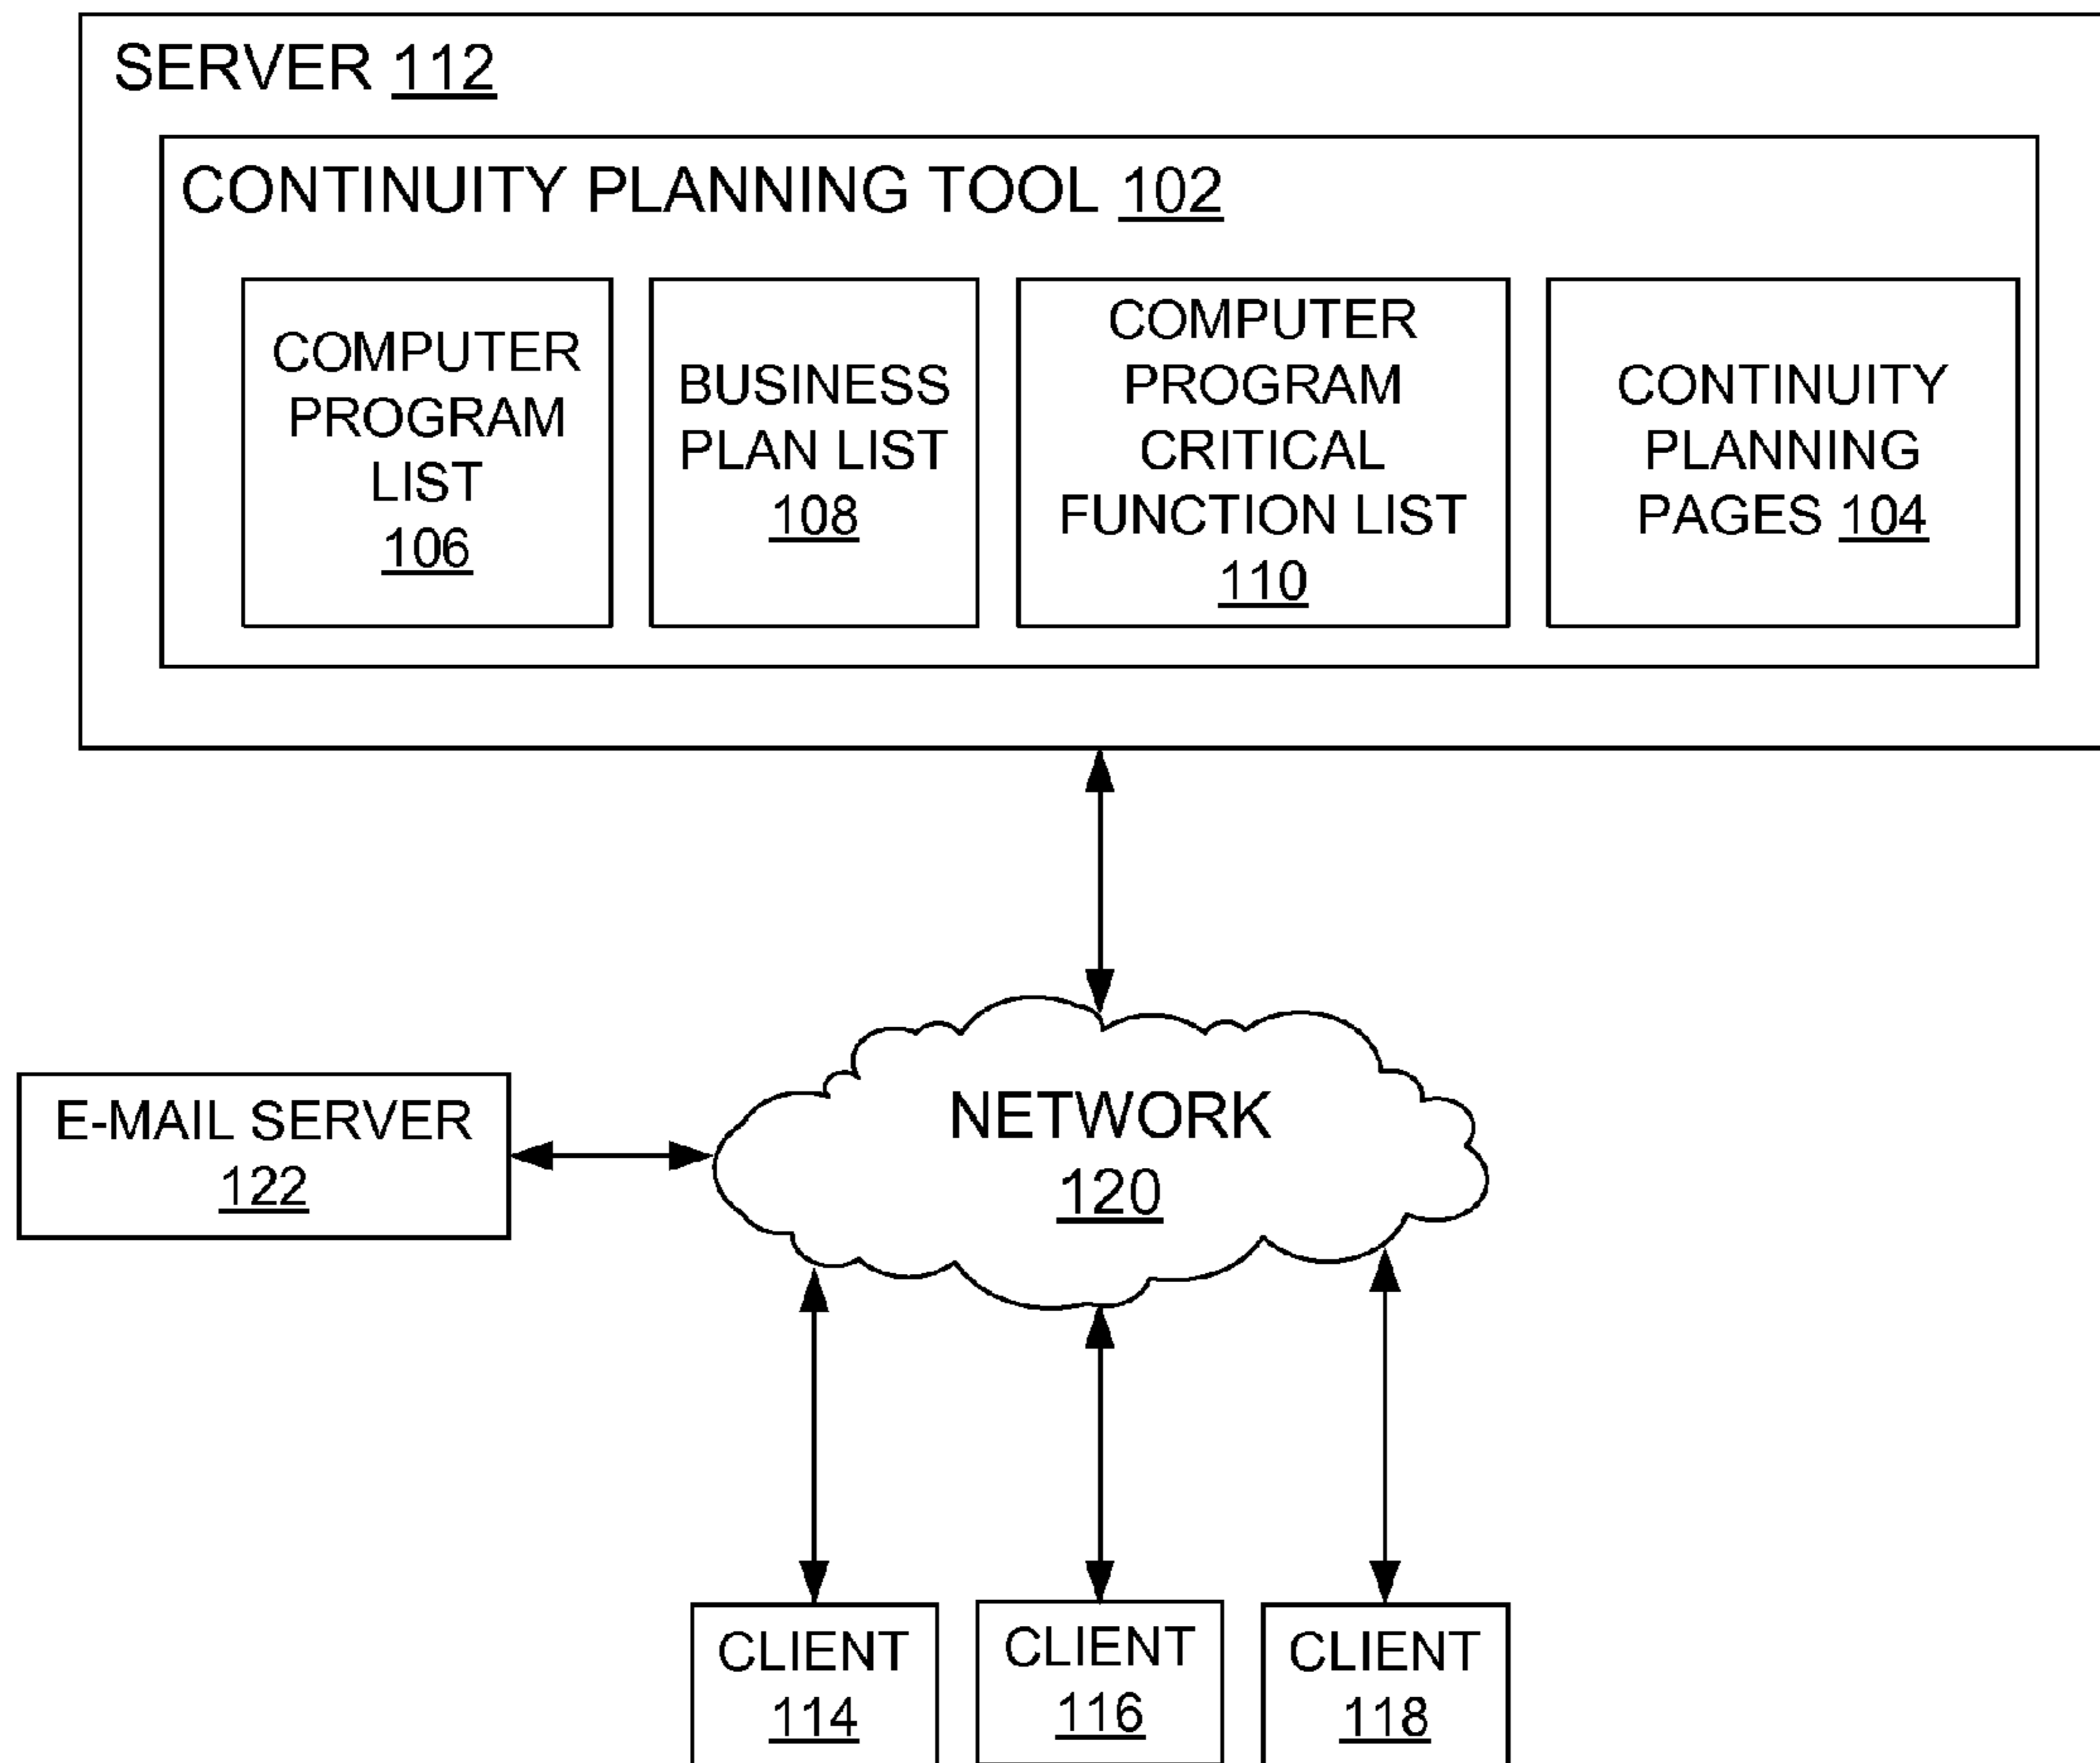 SERVER 112
CONTINUITY PLANNING TOOL 102
COMPUTER
PROGRAM
LIST
106
BUSINESS
PLAN LIST
108
COMPUTER
PROGRAM
CRITICAL
FUNCTION LIST
110
CONTINUITY
PLANNING
PAGES 104
E-MAIL SERVER
122
NETWORK
120
CLIENT
114
CLIENT
116
CLIENT
118